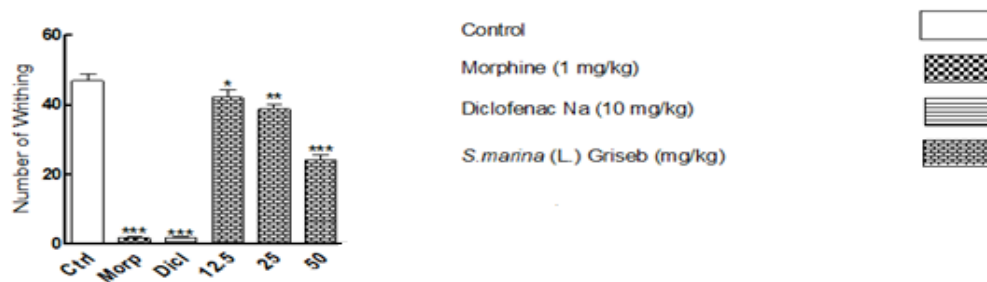 60
40
20
0
Number of Writhing
***
***
*
**
***
Ctrl
Morp
Dicl
12.5
25
50
Control
Morphine (1 mg/kg)
Diclofenac Na (10 mg/kg)
S.marina (L.) Griseb (mg/kg)